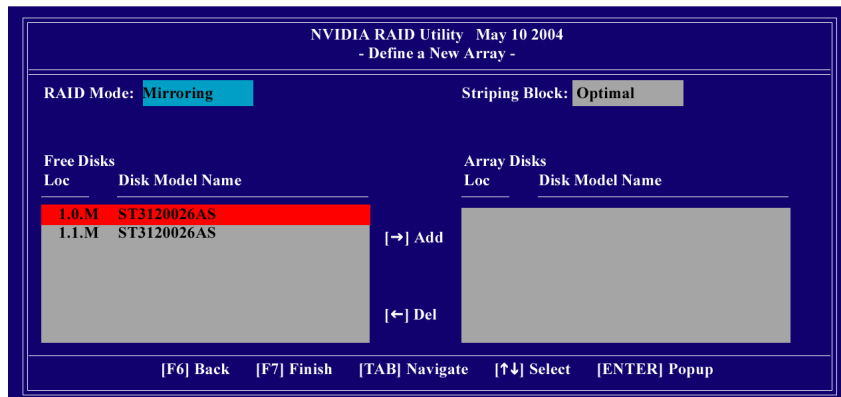 NVIDIA RAID Utility May 10 2004
- Define a New Array -
RAID Mode: Mirroring
Striping Block: Optimal
Free Disks
Loc Disk Model Name
1.0.M ST3120026AS
1.1.M ST3120026AS
[→] Add
[←] Del
Array Disks
Loc Disk Model Name
[F6] Back [F7] Finish [TAB] Navigate [↑↓] Select [ENTER] Popup